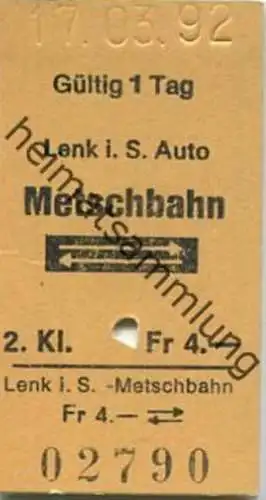 17.03.92
Gültig 1 Tag
Lenk i. S. Auto
Metschbahn
2. Kl. Fr 4.—
Lenk i. S. -Metschbahn
Fr 4.— ⇄
02790
heimatsammlung.de